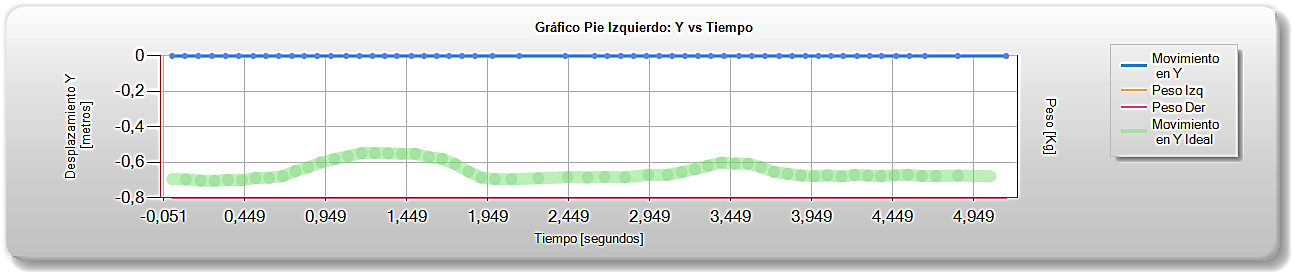 Gráfico Pie Izquierdo: Y vs Tiempo
Desplazamiento Y
[metros]
0
-0,2
-0,4
-0,6
-0,8
-0,051
0,449
0,949
1,449
1,949
2,449
2,949
3,449
3,949
4,449
4,949
Tiempo [segundos]
Peso [Kg]
Movimiento
en Y
Peso Izq
Peso Der
Movimiento
en Y Ideal